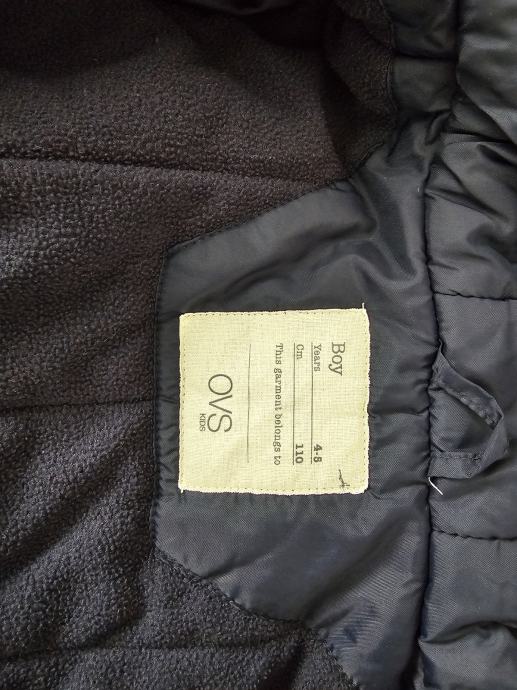 Boy
Years 4-5
Cm 110
This garment belongs to
OVS
KIDS